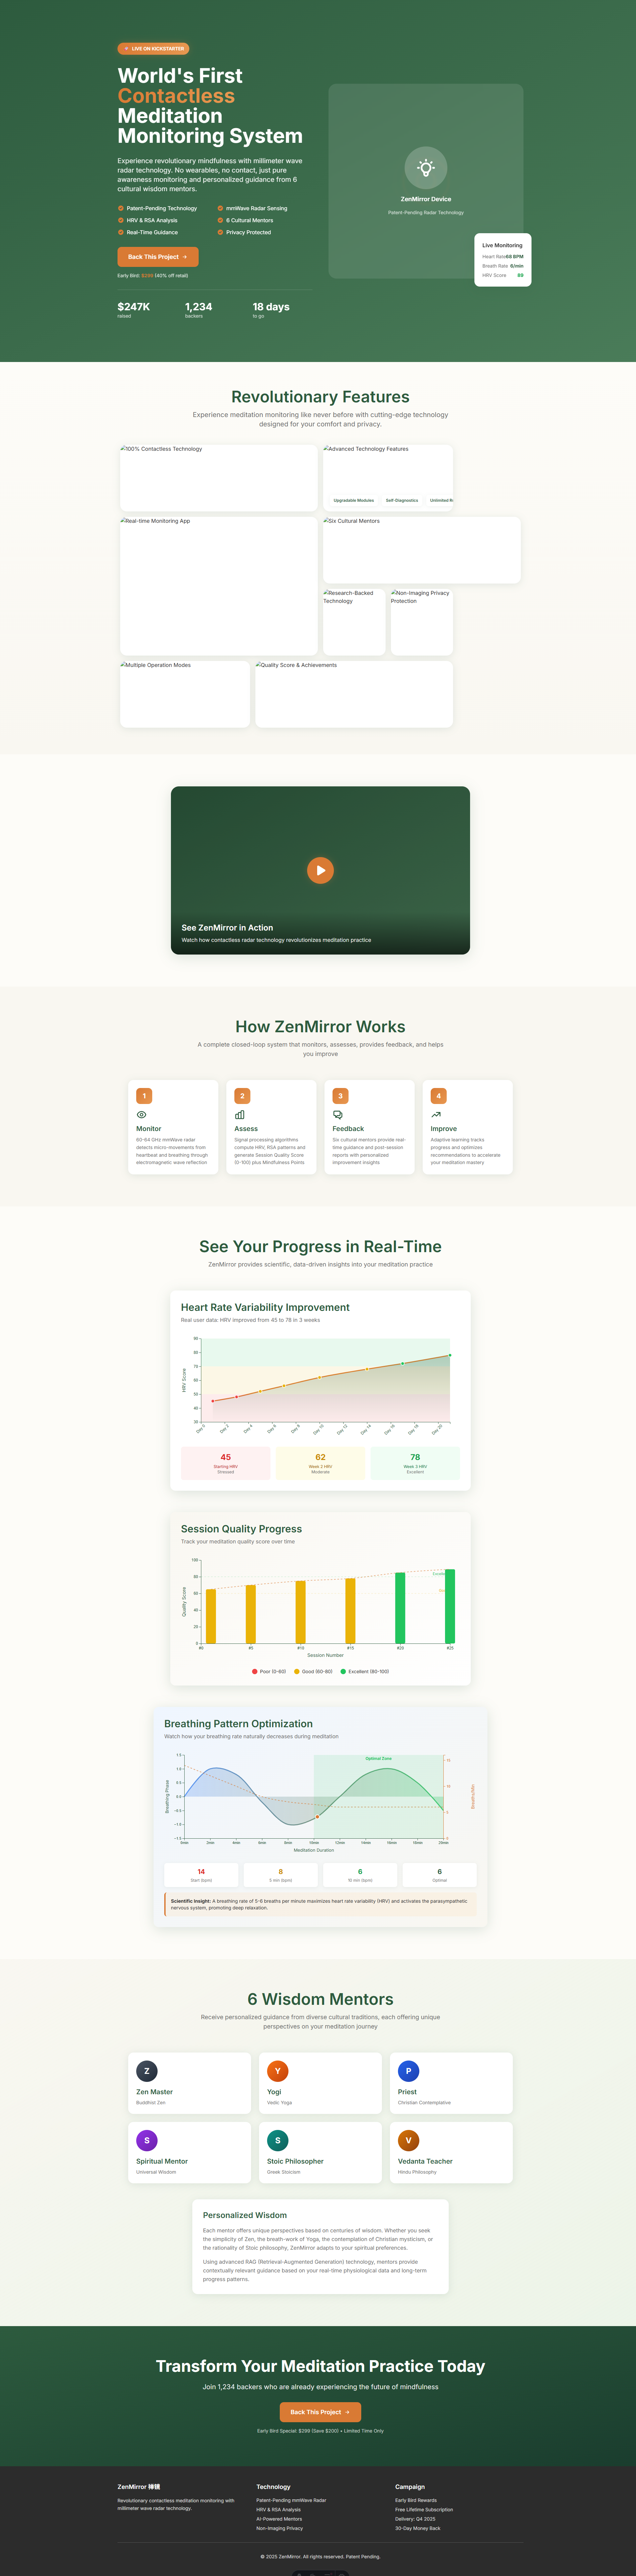 LIVE ON KICKSTARTER
World's First
Contactless
Meditation
Monitoring System
Experience revolutionary mindfulness with millimeter wave
radar technology. No wearables, no contact, just pure
awareness monitoring and personalized guidance from 6
cultural wisdom mentors.
Patent-Pending Technology
mmWave Radar Sensing
HRV & RSA Analysis
6 Cultural Mentors
Real-Time Guidance
Privacy Protected
Back This Project →
Early Bird: $299 (40% off retail)
$247K
raised
1,234
backers
18 days
to go
ZenMirror Device
Patent-Pending Radar Technology
Live Monitoring
Heart Rate 68 BPM
Breath Rate 6/min
HRV Score 89
Revolutionary Features
Experience meditation monitoring like never before with cutting-edge technology
designed for your comfort and privacy.
100% Contactless Technology
Advanced Technology Features
Upgradable Modules
Self-Diagnostics
Unlimited
Real-time Monitoring App
Six Cultural Mentors
Research-Backed
Technology
Non-Imaging Privacy
Protection
Multiple Operation Modes
Quality Score & Achievements
See ZenMirror in Action
Watch how contactless radar technology revolutionizes meditation practice
How ZenMirror Works
A complete closed-loop system that monitors, assesses, provides feedback, and helps
you improve
1
Monitor
60-64 GHz mmWave radar
detects micro-movements from
heartbeat and breathing through
electromagnetic wave reflection
2
Assess
Signal processing algorithms
compute HRV, RSA patterns and
generate Session Quality Score
(0-100) plus Mindfulness Points
3
Feedback
Six cultural mentors provide real-
time guidance and post-session
reports with personalized
improvement insights
4
Improve
Adaptive learning tracks
progress and optimizes
recommendations to accelerate
your meditation mastery
See Your Progress in Real-Time
ZenMirror provides scientific, data-driven insights into your meditation practice
Heart Rate Variability Improvement
Real user data: HRV improved from 45 to 78 in 3 weeks
HRV Score
90
80
70
60
50
40
30
Day 0
Day 2
Day 4
Day 6
Day 8
Day 10
Day 12
Day 14
Day 16
Day 18
Day 20
45
Starting HRV
Stressed
62
Week 2 HRV
Moderate
78
Week 3 HRV
Excellent
Session Quality Progress
Track your meditation quality score over time
Quality Score
100
80
60
40
20
0
#0
#5
#10
#15
#20
#25
Session Number
Poor (0-60)
Good (60-80)
Excellent (80-100)
Breathing Pattern Optimization
Watch how your breathing rate naturally decreases during meditation
Optimal Zone
Breathing Phase
1.5
1.0
0.5
0.0
−0.5
−1.0
−1.5
0min
2min
4min
6min
8min
10min
12min
14min
16min
18min
20min
15
10
5
0
Breaths/Min
Meditation Duration
14
Start (bpm)
8
5 min (bpm)
6
10 min (bpm)
6
Optimal
Scientific Insight: A breathing rate of 5-6 breaths per minute maximizes heart rate variability (HRV) and activates the parasympathetic
nervous system, promoting deep relaxation.
6 Wisdom Mentors
Receive personalized guidance from diverse cultural traditions, each offering unique
perspectives on your meditation journey
Z
Zen Master
Buddhist Zen
Y
Yogi
Vedic Yoga
P
Priest
Christian Contemplative
S
Spiritual Mentor
Universal Wisdom
S
Stoic Philosopher
Greek Stoicism
V
Vedanta Teacher
Hindu Philosophy
Personalized Wisdom
Each mentor offers unique perspectives based on centuries of wisdom. Whether you seek
the simplicity of Zen, the breath-work of Yoga, the contemplation of Christian mysticism, or
the rationality of Stoic philosophy, ZenMirror adapts to your spiritual preferences.
Using advanced RAG (Retrieval-Augmented Generation) technology, mentors provide
contextually relevant guidance based on your real-time physiological data and long-term
progress patterns.
Transform Your Meditation Practice Today
Join 1,234 backers who are already experiencing the future of mindfulness
Back This Project →
Early Bird Special: $299 (Save $200) • Limited Time Only
ZenMirror 禅镜
Revolutionary contactless meditation monitoring with
millimeter wave radar technology.
Technology
Patent-Pending mmWave Radar
HRV & RSA Analysis
AI-Powered Mentors
Non-Imaging Privacy
Campaign
Early Bird Rewards
Free Lifetime Subscription
Delivery: Q4 2025
30-Day Money Back
© 2025 ZenMirror. All rights reserved. Patent Pending.